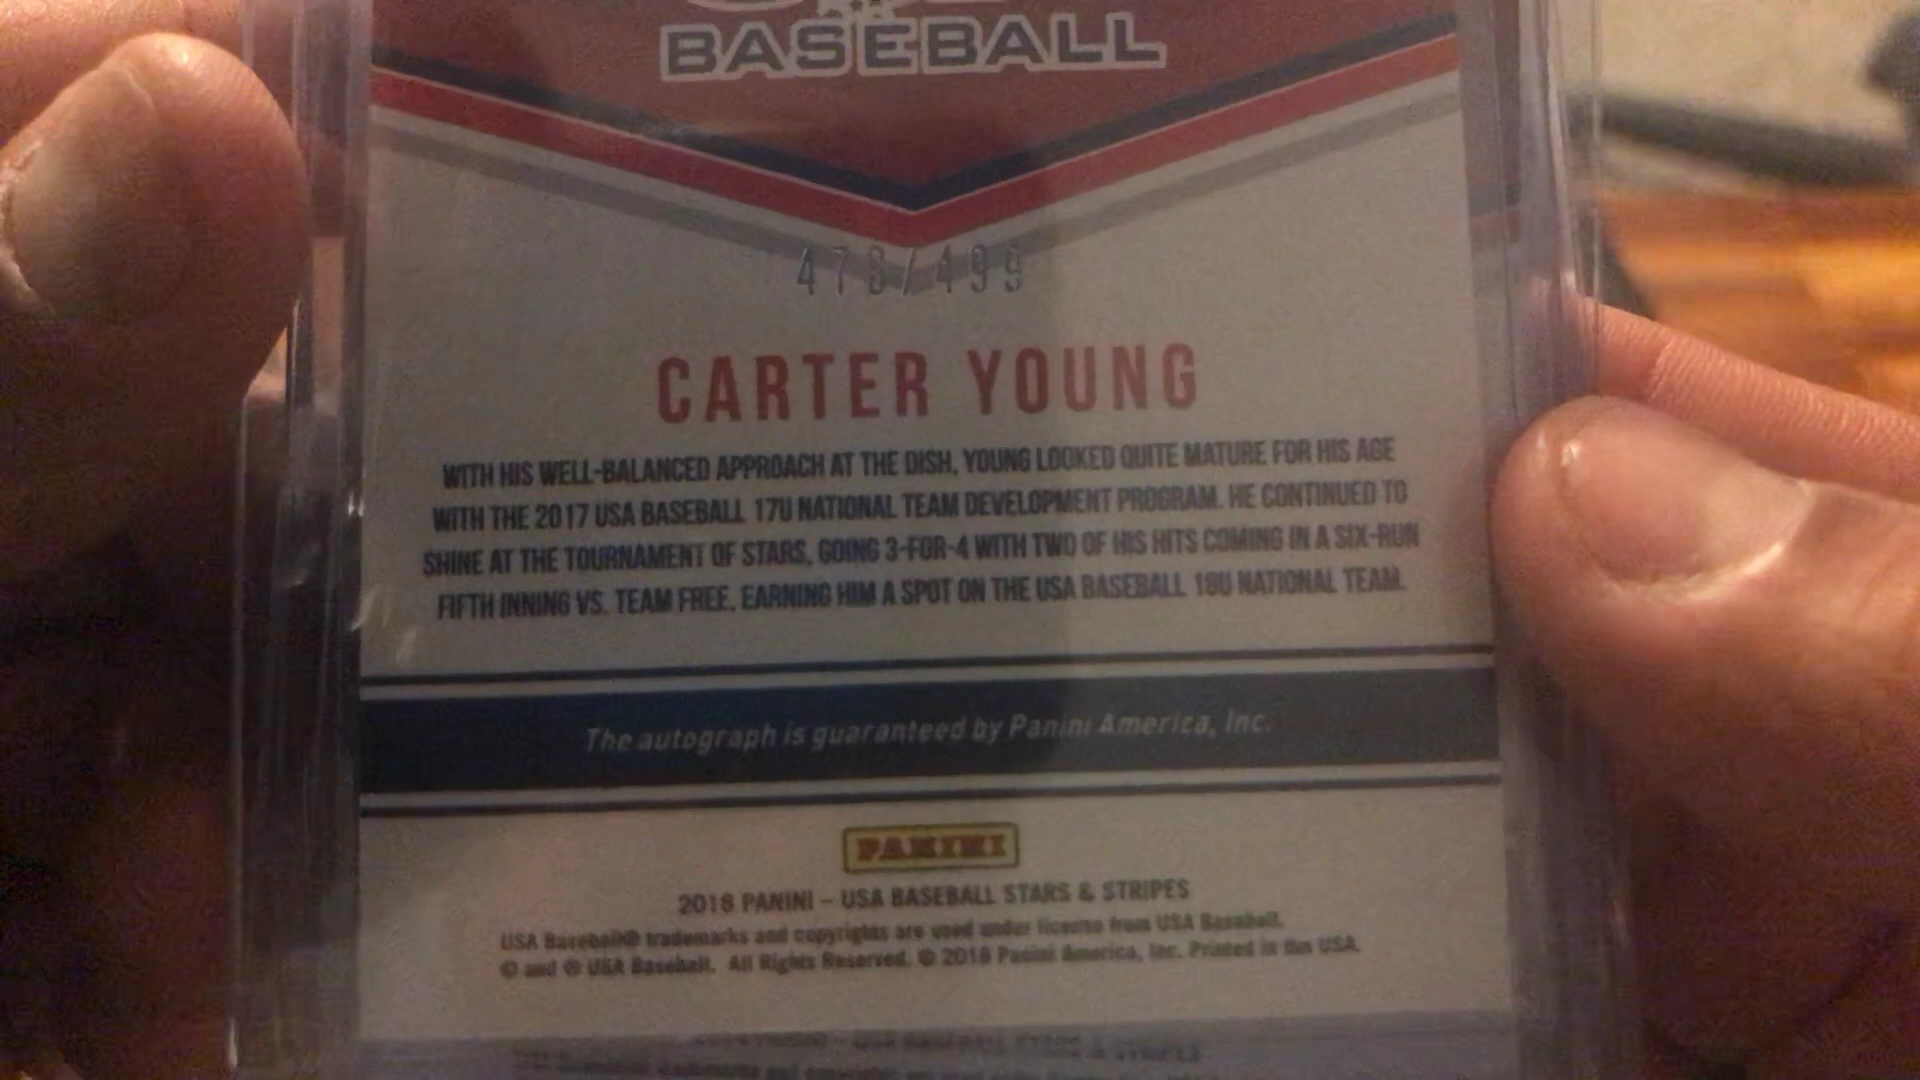 BASEBALL
/499
CARTER YOUNG
WITH HIS WELL-BALANCED APPROACH AT THE DISH, YOUNG LOOKED QUITE MATURE FOR HIS AGE
WITH THE 2017 USA BASEBALL 17U NATIONAL TEAM DEVELOPMENT PROGRAM. HE CONTINUED TO
SHINE AT THE TOURNAMENT OF STARS, GOING 3-FOR-4 WITH TWO OF HIS HITS COMING IN A SIX-RUN
FIFTH INNING VS. TEAM FREE, EARNING HIM A SPOT ON THE USA BASEBALL 18U NATIONAL TEAM.
The autograph is guaranteed by Panini America, Inc.
PANINI
2018 PANINI – USA BASEBALL STARS & STRIPES
USA Baseball® trademarks and copyrights are used under license from USA Baseball.
© and ® USA Baseball. All Rights Reserved. © 2018 Panini America, Inc. Printed in the USA.